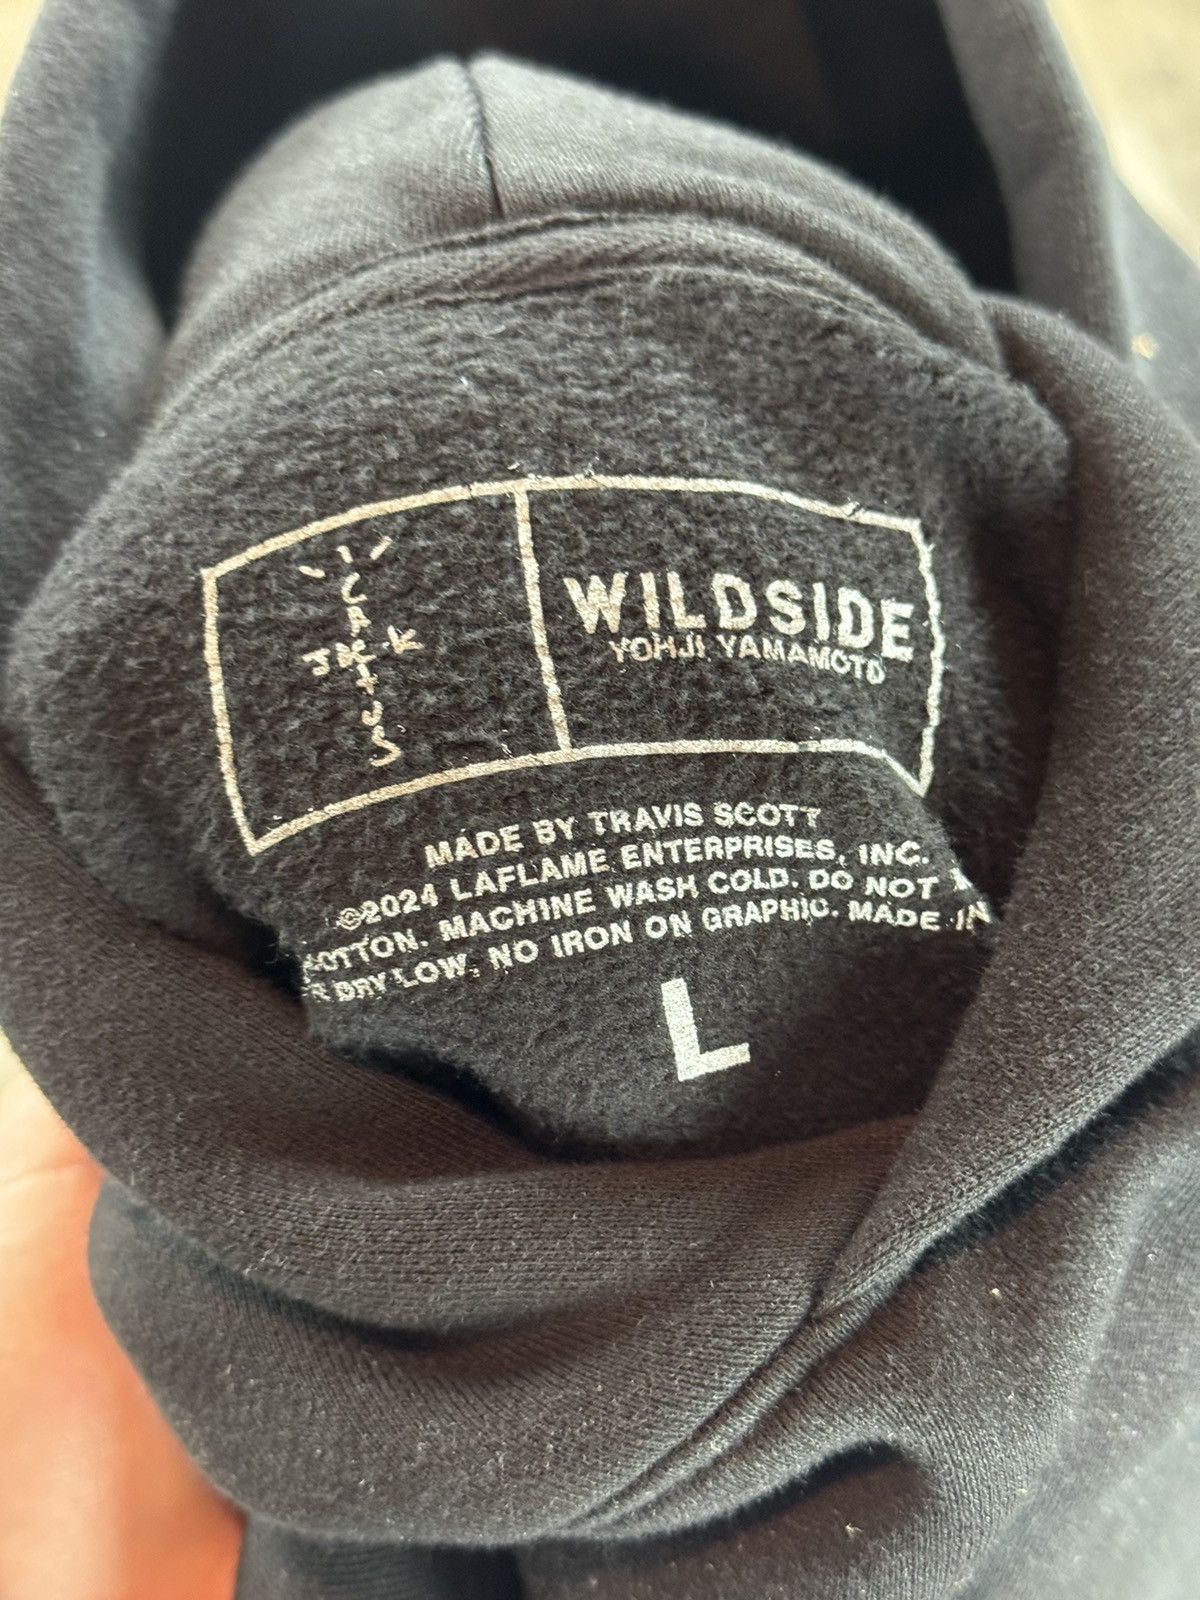 CACTUS
JACK
WILDSIDE
YOHJI YAMAMOTO
MADE BY TRAVIS SCOTT
©2024 LAFLAME ENTERPRISES, INC.
COTTON. MACHINE WASH COLD. DO NOT
DRY LOW. NO IRON ON GRAPHIC. MADE IN
L